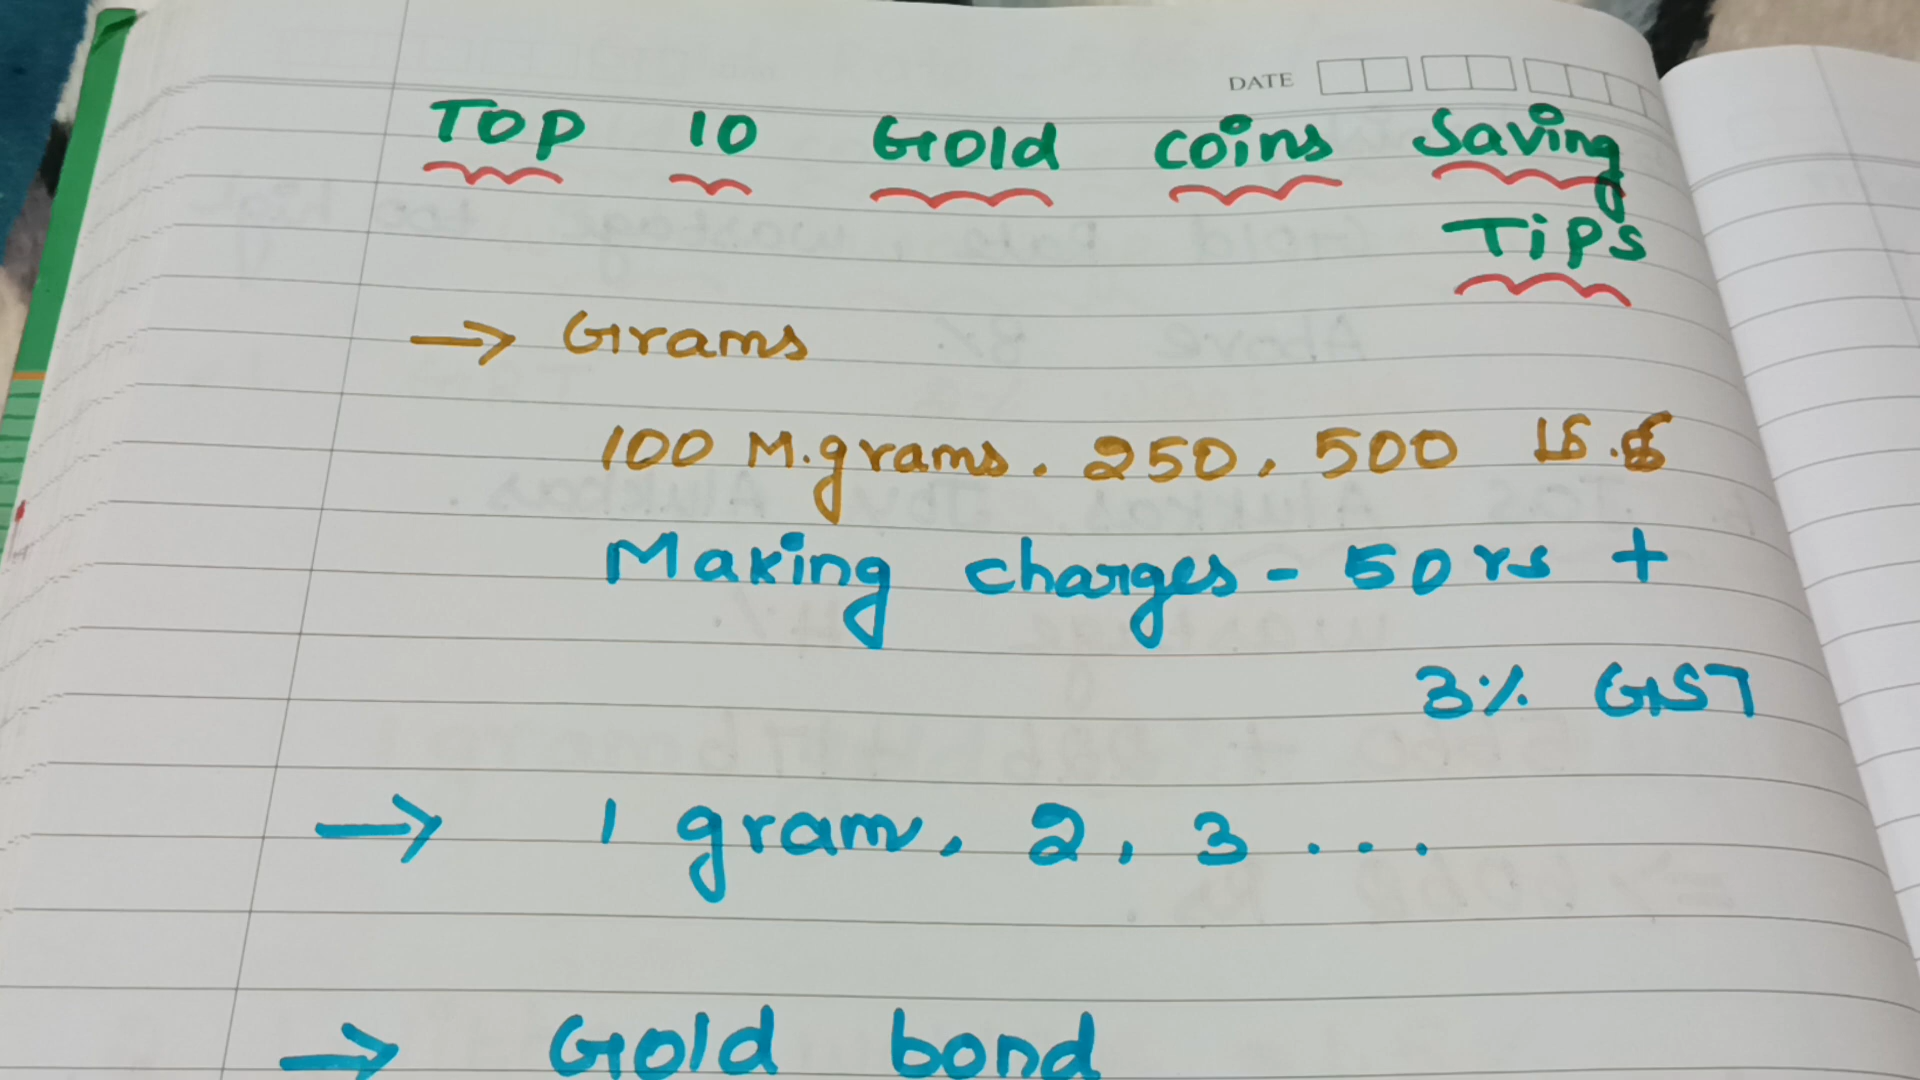 DATE
Top 10 Gold coins Saving
Tips
→ Grams
100 M.grams. 250, 500
Making charges - 50 rs +
3% GST
→ 1 gram, 2, 3 ...
→ Gold bond